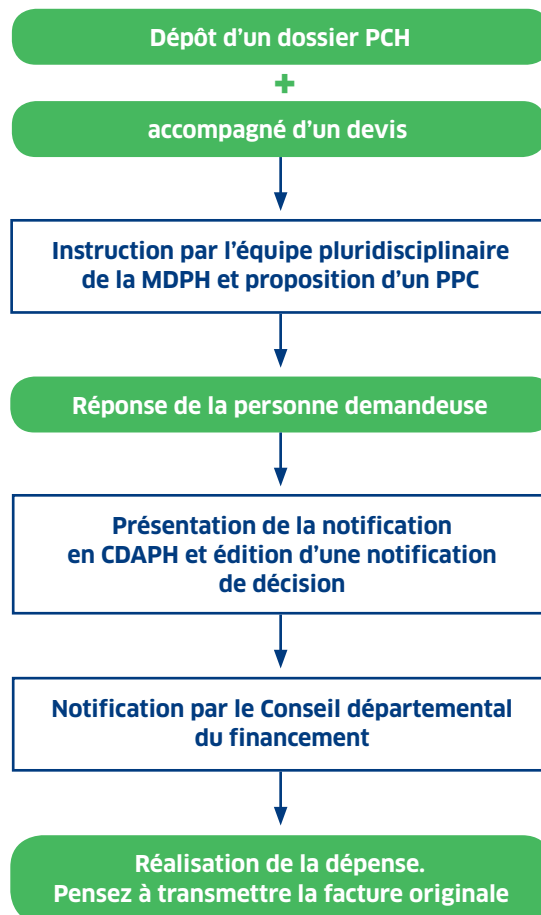 Dépôt d’un dossier PCH
+
accompagné d’un devis
Instruction par l’équipe pluridisciplinaire
de la MDPH et proposition d’un PPC
Réponse de la personne demandeuse
Présentation de la notification
en CDAPH et édition d’une notification
de décision
Notification par le Conseil départemental
du financement
Réalisation de la dépense.
Pensez à transmettre la facture originale